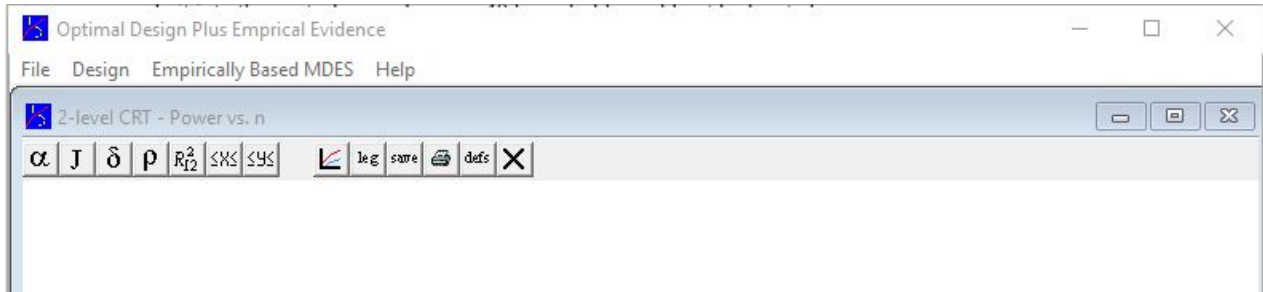 Optimal Design Plus Emprical Evidence
File Design Empirically Based MDES Help
2-level CRT - Power vs. n
α J δ ρ R²₁₂ ≤X≤ ≤y≤ leg save defs